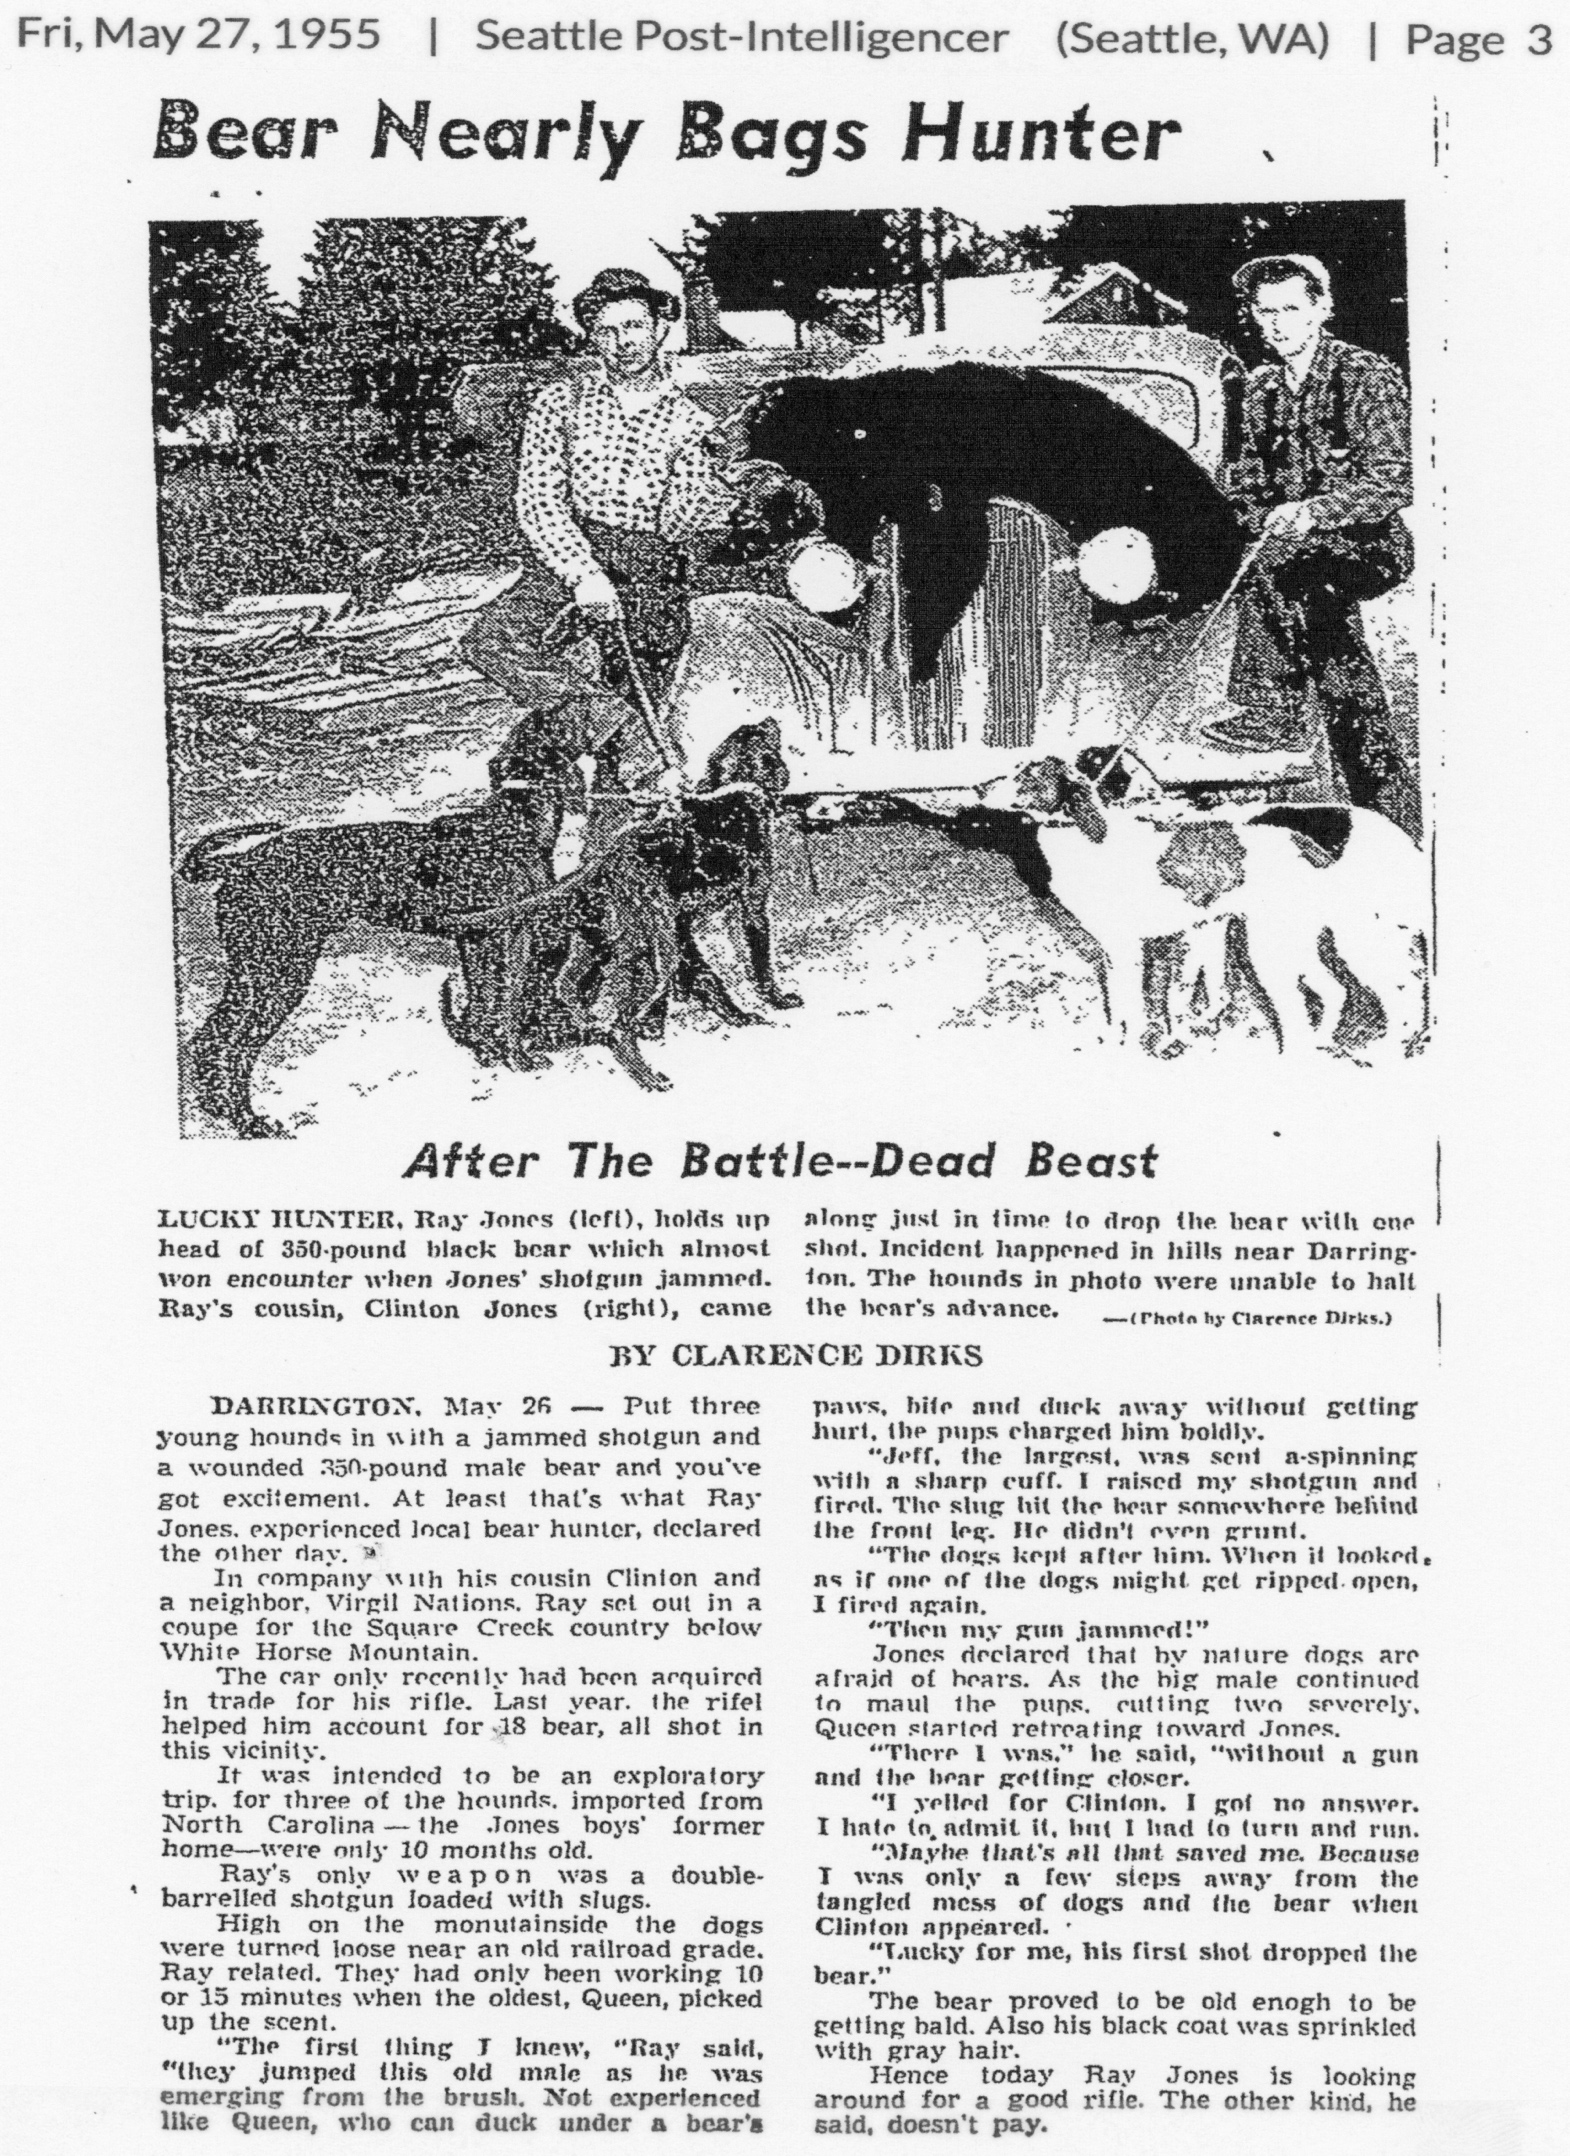 Fri, May 27, 1955 | Seattle Post-Intelligencer (Seattle, WA) | Page 3
Bear Nearly Bags Hunter
After The Battle--Dead Beast
LUCKY HUNTER, Ray Jones (left), holds up
head of 350-pound black bear which almost
won encounter when Jones' shotgun jammed.
Ray's cousin, Clinton Jones (right), came
along just in time to drop the bear with one
shot. Incident happened in hills near Darring-
ton. The hounds in photo were unable to halt
the bear's advance. —(Photo by Clarence Dirks.)
BY CLARENCE DIRKS
DARRINGTON, May 26 — Put three
young hounds in with a jammed shotgun and
a wounded 350-pound male bear and you've
got excitement. At least that's what Ray
Jones, experienced local bear hunter, declared
the other day.
In company with his cousin Clinton and
a neighbor, Virgil Nations, Ray set out in a
coupe for the Square Creek country below
White Horse Mountain.
The car only recently had been acquired
in trade for his rifle. Last year, the rifel
helped him account for 18 bear, all shot in
this vicinity.
It was intended to be an exploratory
trip, for three of the hounds, imported from
North Carolina — the Jones boys' former
home—were only 10 months old.
Ray's only weapon was a double-
barrelled shotgun loaded with slugs.
High on the monutainside the dogs
were turned loose near an old railroad grade,
Ray related. They had only been working 10
or 15 minutes when the oldest, Queen, picked
up the scent.
"The first thing I knew, "Ray said,
"they jumped this old male as he was
emerging from the brush. Not experienced
like Queen, who can duck under a bear's
paws, bite and duck away without getting
hurt, the pups charged him boldly.
"Jeff, the largest, was sent a-spinning
with a sharp cuff. I raised my shotgun and
fired. The slug hit the bear somewhere behind
the front leg. He didn't even grunt.
"The dogs kept after him. When it looked
as if one of the dogs might get ripped open,
I fired again.
"Then my gun jammed!"
Jones declared that by nature dogs are
afraid of bears. As the big male continued
to maul the pups, cutting two severely,
Queen started retreating toward Jones.
"There I was," he said, "without a gun
and the bear getting closer.
"I yelled for Clinton. I got no answer.
I hate to admit it, but I had to turn and run.
"Maybe that's all that saved me. Because
I was only a few steps away from the
tangled mess of dogs and the bear when
Clinton appeared.
"Lucky for me, his first shot dropped the
bear."
The bear proved to be old enogh to be
getting bald. Also his black coat was sprinkled
with gray hair.
Hence today Ray Jones is looking
around for a good rifle. The other kind, he
said, doesn't pay.